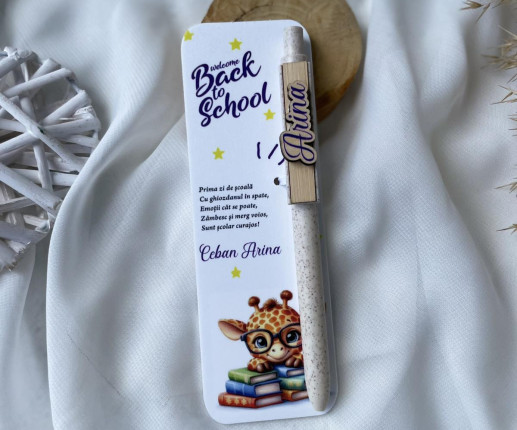 welcome
Back
to
School
Arina
Prima zi de școală
Cu ghiozdanul în spate,
Emoții cât se poate,
Zâmbesc și merg voios,
Sunt școlar curajos!
Ceban Arina